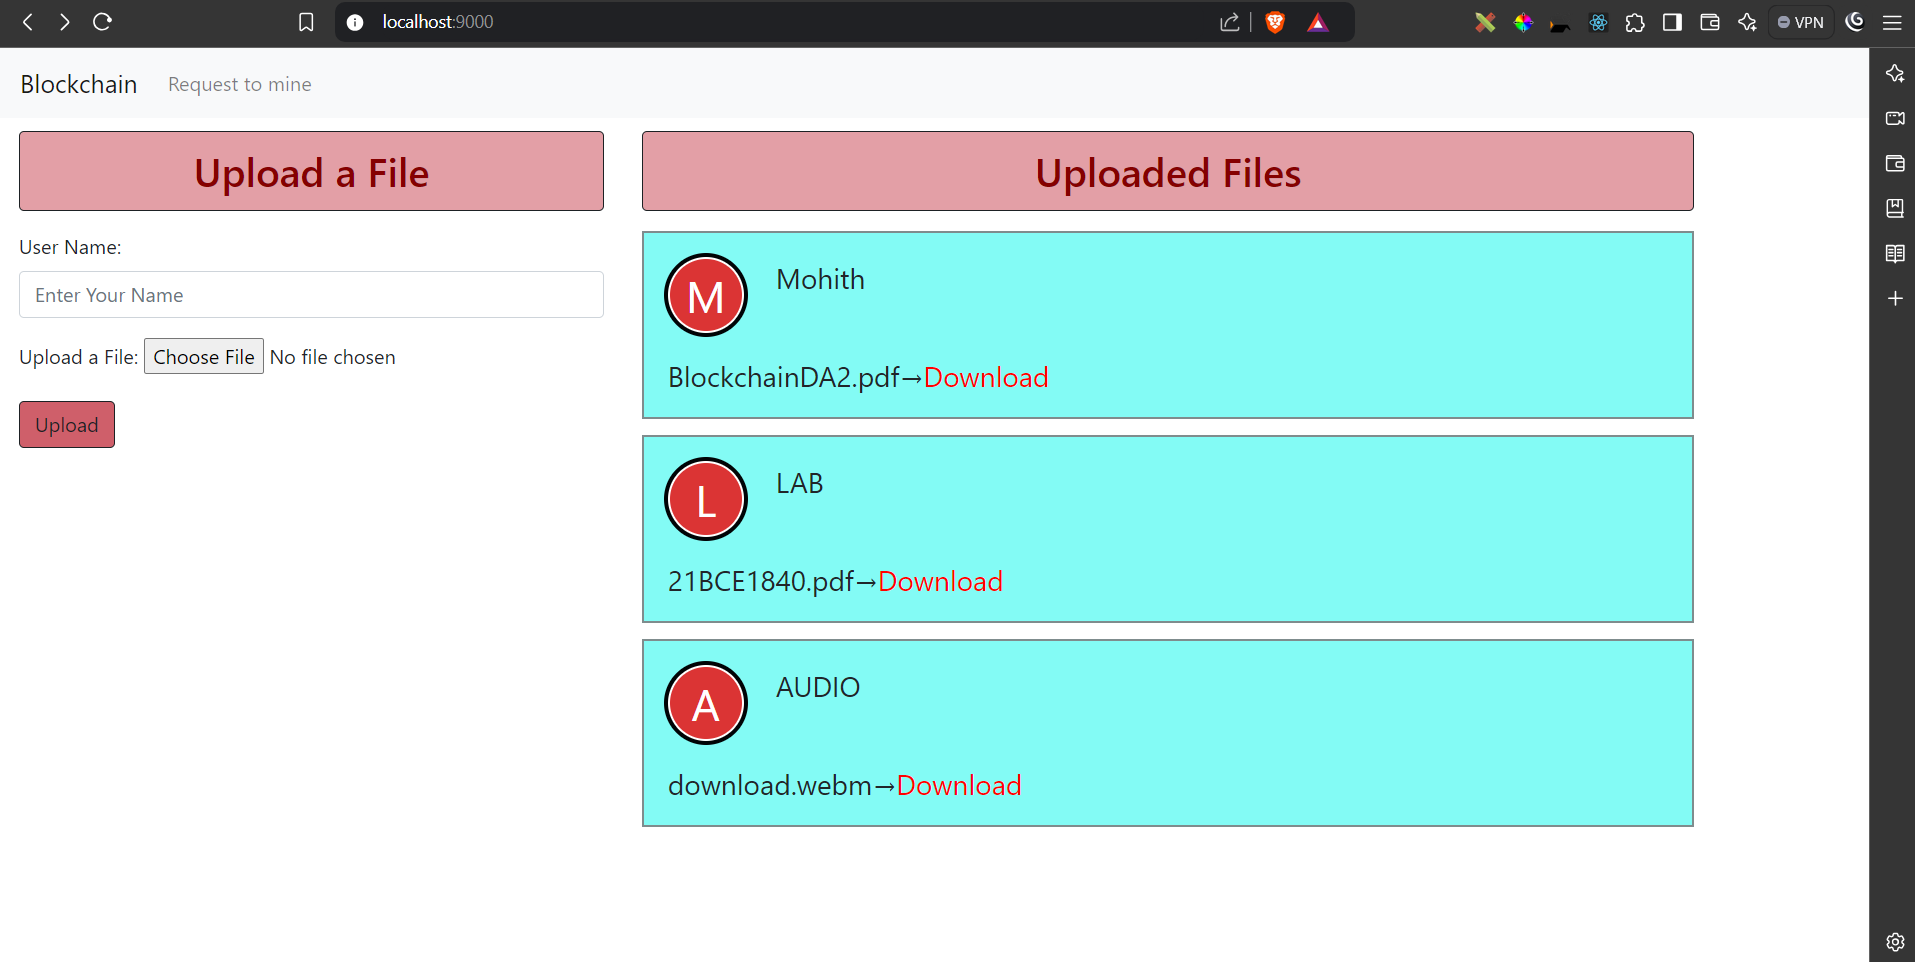 localhost:9000
VPN
Blockchain
Request to mine
Upload a File
User Name:
Enter Your Name
Upload a File: Choose File No file chosen
Upload
Uploaded Files
M
Mohith
BlockchainDA2.pdf→Download
L
LAB
21BCE1840.pdf→Download
A
AUDIO
download.webm→Download